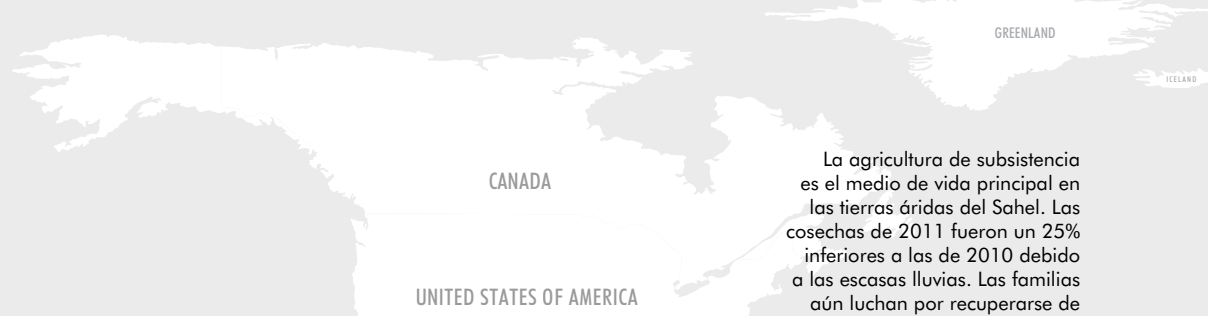 GREENLAND
ICELAND
CANADA
UNITED STATES OF AMERICA
La agricultura de subsistencia
es el medio de vida principal en
las tierras áridas del Sahel. Las
cosechas de 2011 fueron un 25%
inferiores a las de 2010 debido
a las escasas lluvias. Las familias
aún luchan por recuperarse de